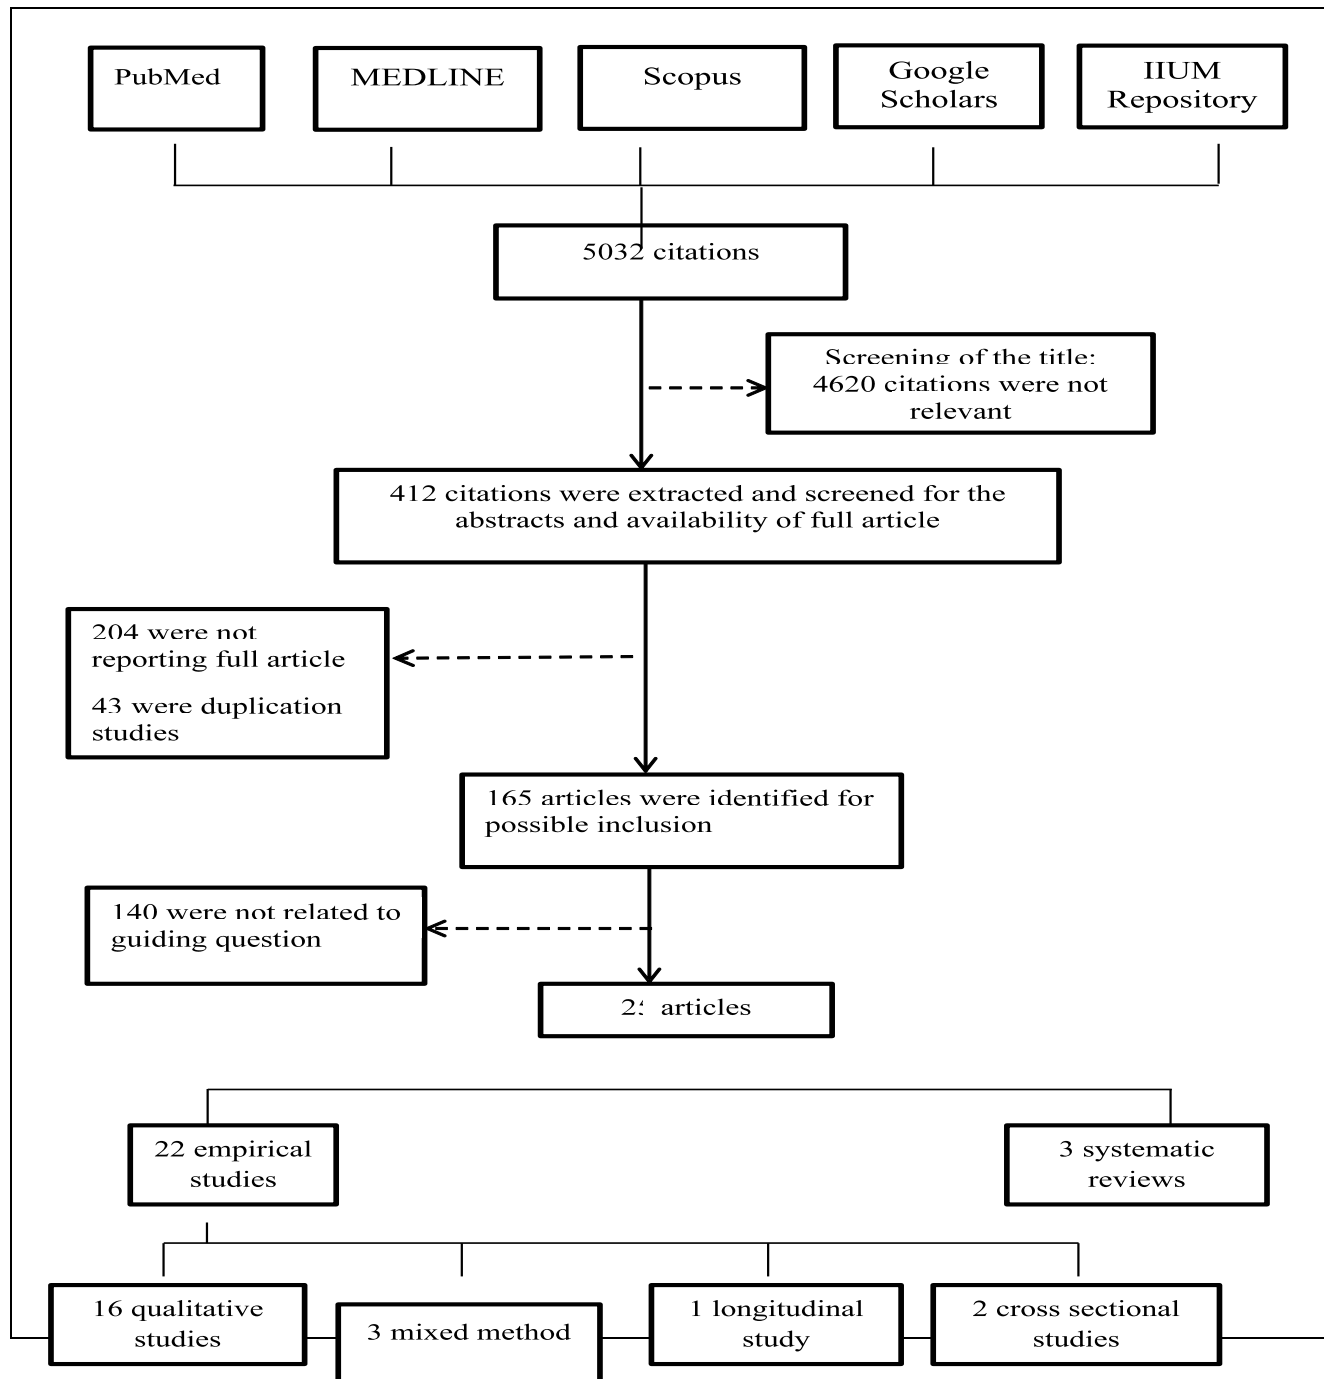 PubMed
MEDLINE
Scopus
Google
Scholars
IIUM
Repository
5032 citations
Screening of the title:
4620 citations were not
relevant
412 citations were extracted and screened for the
abstracts and availability of full article
204 were not
reporting full article
43 were duplication
studies
165 articles were identified for
possible inclusion
140 were not related to
guiding question
25 articles
22 empirical
studies
3 systematic
reviews
16 qualitative
studies
3 mixed method
1 longitudinal
study
2 cross sectional
studies